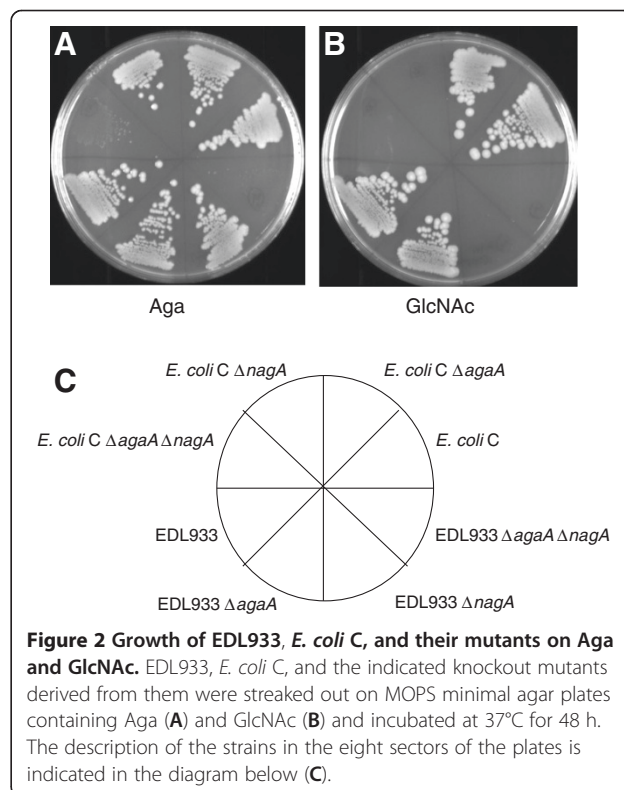 A
B
Aga
GlcNAc
C
E. coli C ΔnagA
E. coli C ΔagaA
E. coli C ΔagaA ΔnagA
E. coli C
EDL933
EDL933 ΔagaA ΔnagA
EDL933 ΔagaA
EDL933 ΔnagA
Figure 2 Growth of EDL933, E. coli C, and their mutants on Aga
and GlcNAc. EDL933, E. coli C, and the indicated knockout mutants
derived from them were streaked out on MOPS minimal agar plates
containing Aga (A) and GlcNAc (B) and incubated at 37°C for 48 h.
The description of the strains in the eight sectors of the plates is
indicated in the diagram below (C).